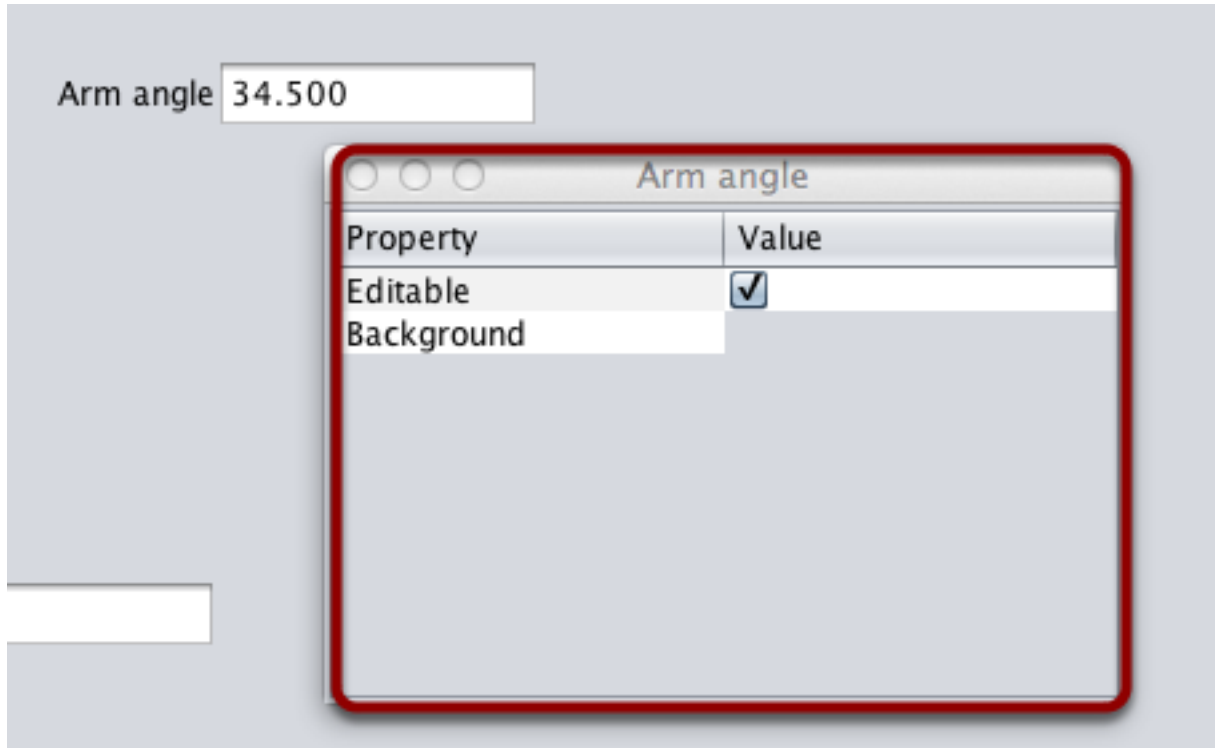 Arm angle 34.500
Arm angle
Property Value
Editable
Background